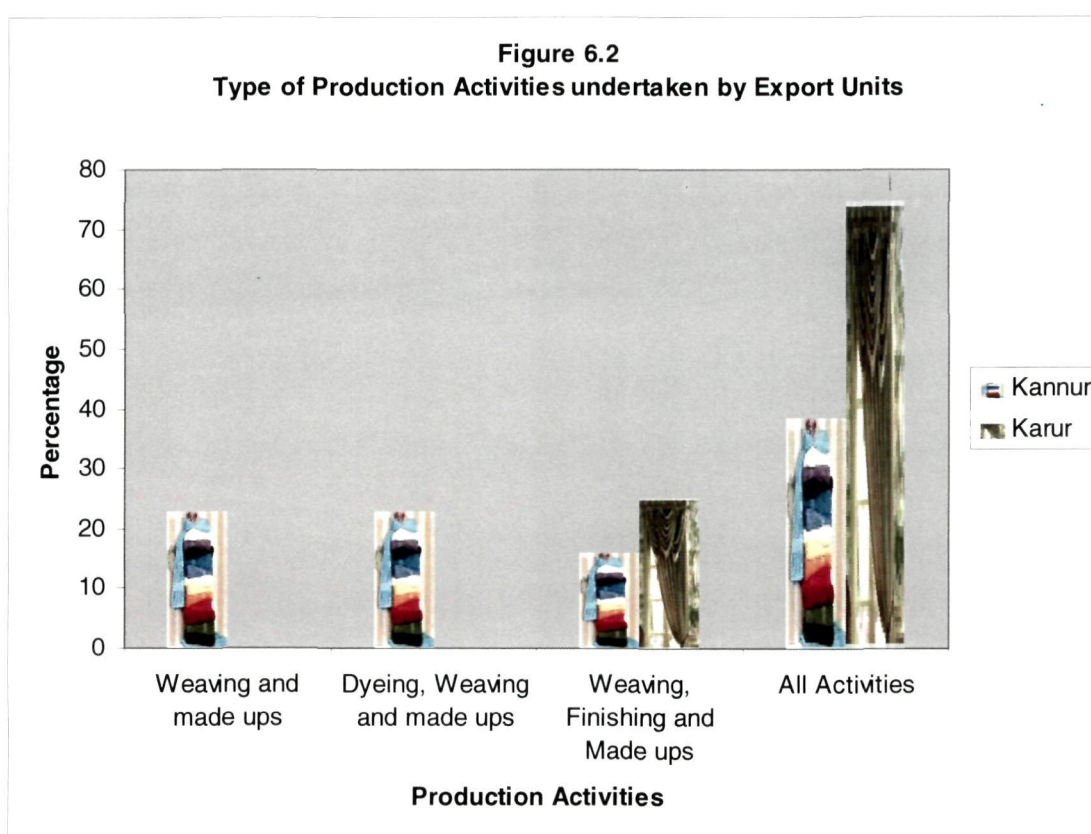 Figure 6.2
Type of Production Activities undertaken by Export Units
80
70
60
50
40
30
20
10
0
Percentage
Weaving and
made ups
Dyeing, Weaving
and made ups
Weaving,
Finishing and
Made ups
All Activities
Production Activities
Kannur
Karur